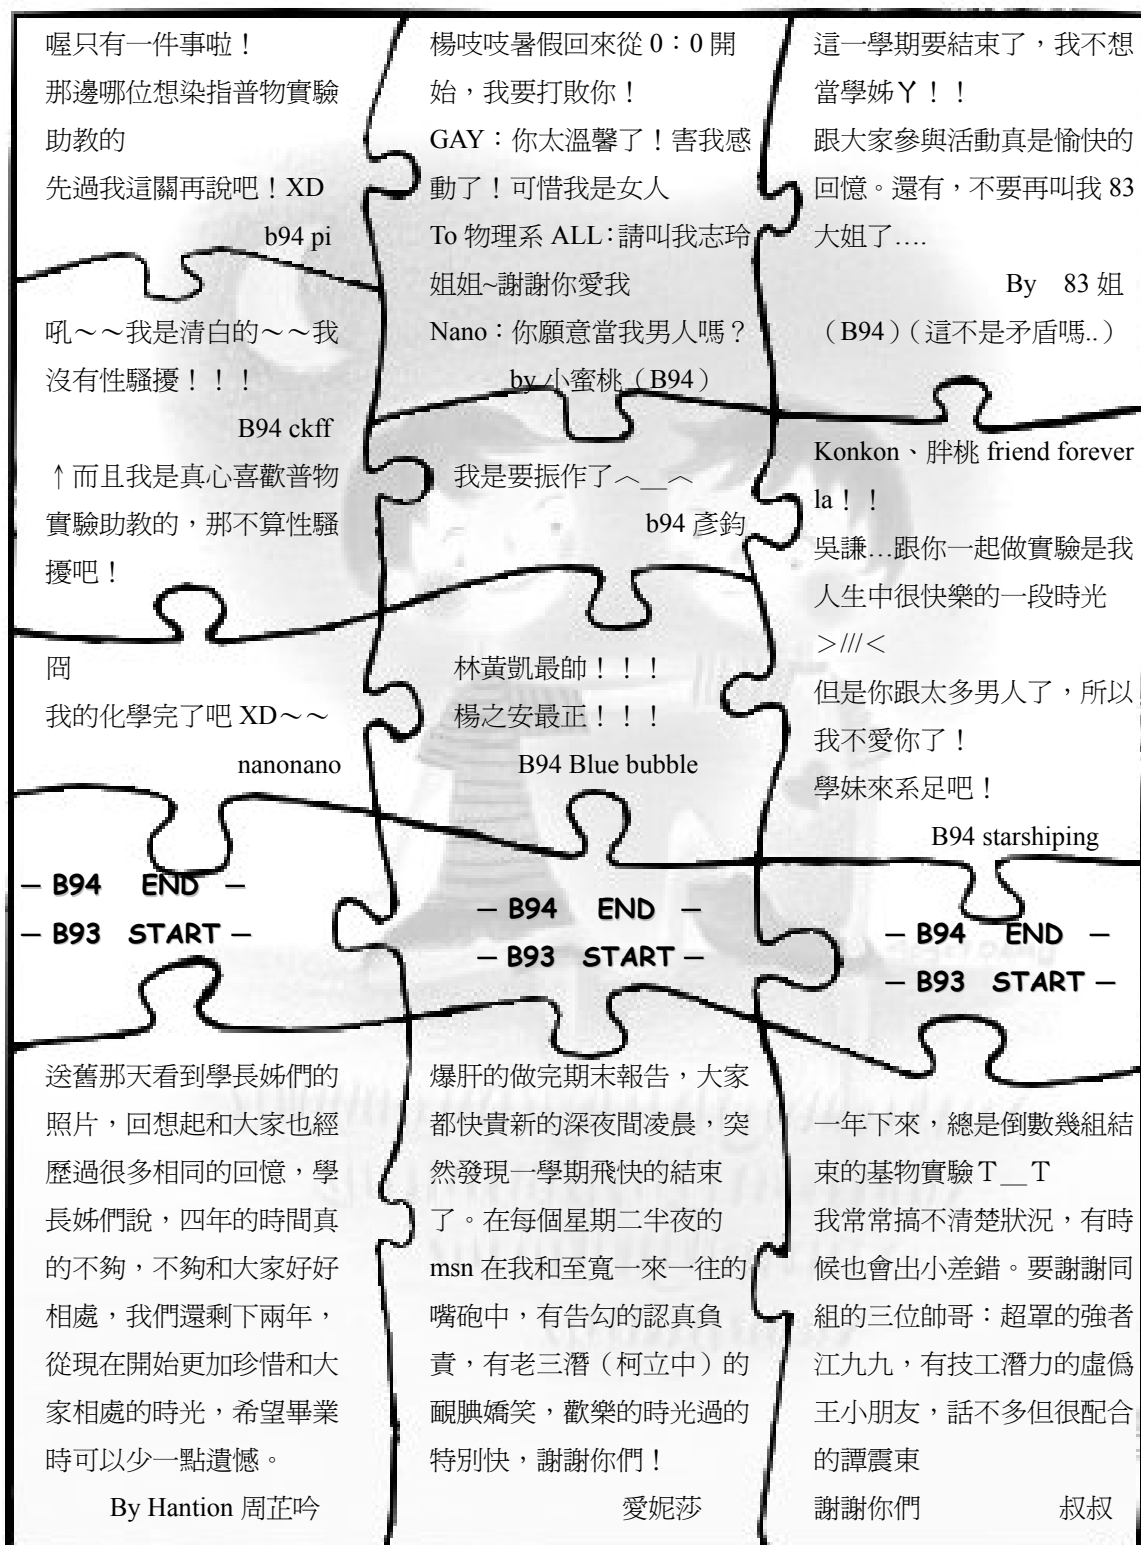 喔只有一件事啦！
那邊哪位想染指普物實驗
助教的
先過我這關再說吧！XD
b94 pi
吼～～我是清白的～～我
沒有性騷擾！！！
B94 ckff
↑而且我是真心喜歡普物
實驗助教的，那不算性騷
擾吧！
冏
我的化學完了吧 XD～～
nanonano
— B94 END —
— B93 START —
送舊那天看到學長姊們的
照片，回想起和大家也經
歷過很多相同的回憶，學
長姊們說，四年的時間真
的不夠，不夠和大家好好
相處，我們還剩下兩年，
從現在開始更加珍惜和大
家相處的時光，希望畢業
時可以少一點遺憾。
By Hantion 周芷吟
楊吱吱暑假回來從 0：0 開
始，我要打敗你！
GAY：你太溫馨了！害我感
動了！可惜我是女人
To 物理系 ALL：請叫我志玲
姐姐~謝謝你愛我
Nano：你願意當我男人嗎？
by 小蜜桃（B94）
我是要振作了︿__︿
b94 彥鈞
林黃凱最帥！！！
楊之安最正！！！
B94 Blue bubble
— B94 END —
— B93 START —
爆肝的做完期末報告，大家
都快貴新的深夜間凌晨，突
然發現一學期飛快的結束
了。在每個星期二半夜的
msn 在我和至寬一來一往的
嘴砲中，有告勾的認真負
責，有老三潛（柯立中）的
靦腆嬌笑，歡樂的時光過的
特別快，謝謝你們！
愛妮莎
這一學期要結束了，我不想
當學姊ㄚ！！
跟大家參與活動真是愉快的
回憶。還有，不要再叫我 83
大姐了….
By 83 姐
（B94）（這不是矛盾嗎..）
Konkon、胖桃 friend forever
la！！
吳謙…跟你一起做實驗是我
人生中很快樂的一段時光
＞///＜
但是你跟太多男人了，所以
我不愛你了！
學妹來系足吧！
B94 starshiping
— B94 END —
— B93 START —
一年下來，總是倒數幾組結
束的基物實驗Ｔ＿Ｔ
我常常搞不清楚狀況，有時
候也會出小差錯。要謝謝同
組的三位帥哥：超罩的強者
江九九，有技工潛力的虛偽
王小朋友，話不多但很配合
的譚震東
謝謝你們 叔叔